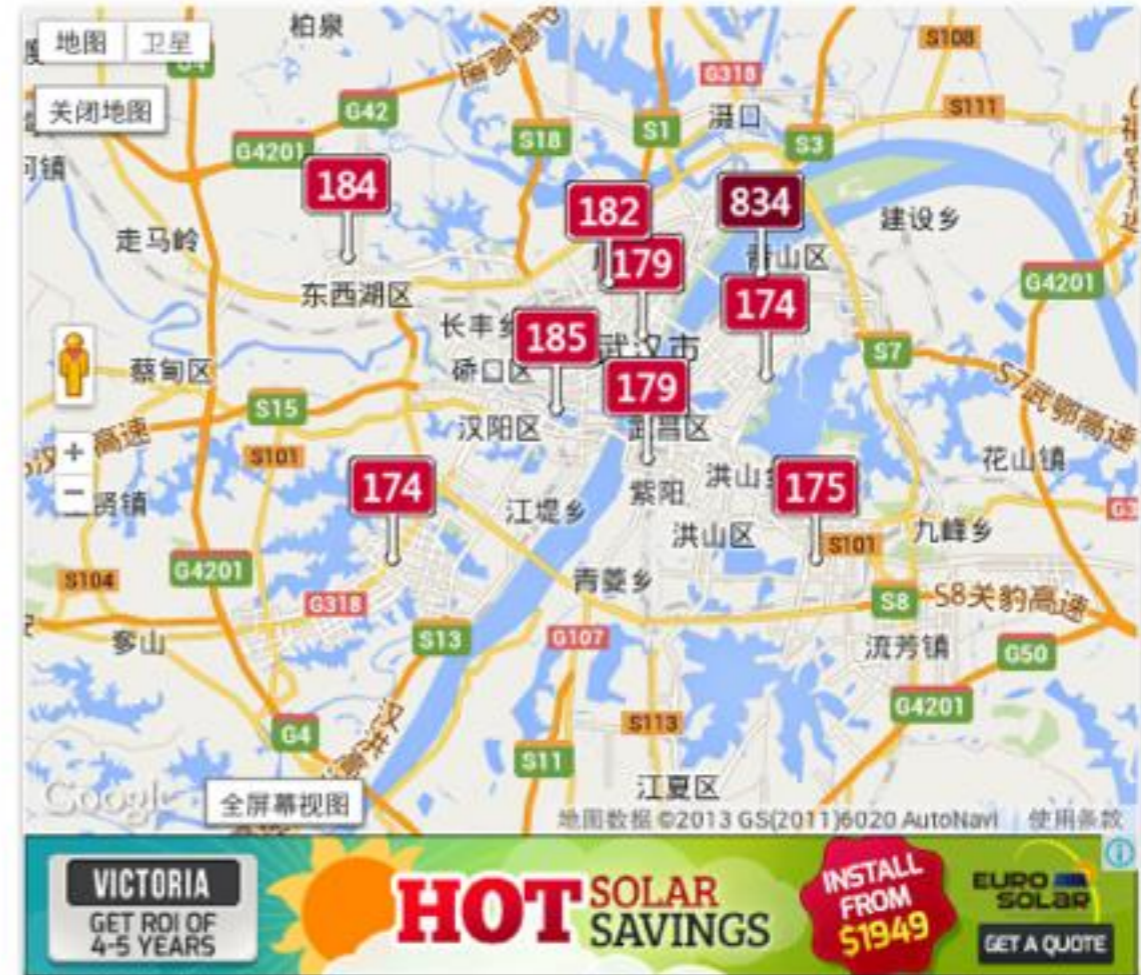 柏泉
地图 卫星
S108
G318
关闭地图
G42
S111
S18
S1
滠口
S3
G4201
184
182
834
建设乡
走马岭
179
青山区
G4201
东西湖区
174
长丰乡
185
武汉市
S7
蔡甸区
硚口区
179
S7武鄂高速
S15
汉阳区
武昌区
高速
S101
花山镇
174
紫阳
洪山
175
贤镇
江堤乡
洪山区
S101
九峰乡
G4201
S104
青菱乡
G318
S8
S8关豹高速
奓山
S13
G107
流芳镇
G50
G4201
G4
S113
S11
江夏区
Google
全屏幕视图
地图数据 ©2013 GS(2011)6020 AutoNavi
使用条款
VICTORIA
GET ROI OF
4-5 YEARS
HOT SOLAR
SAVINGS
INSTALL
FROM
$1949
EURO
SOLAR
GET A QUOTE